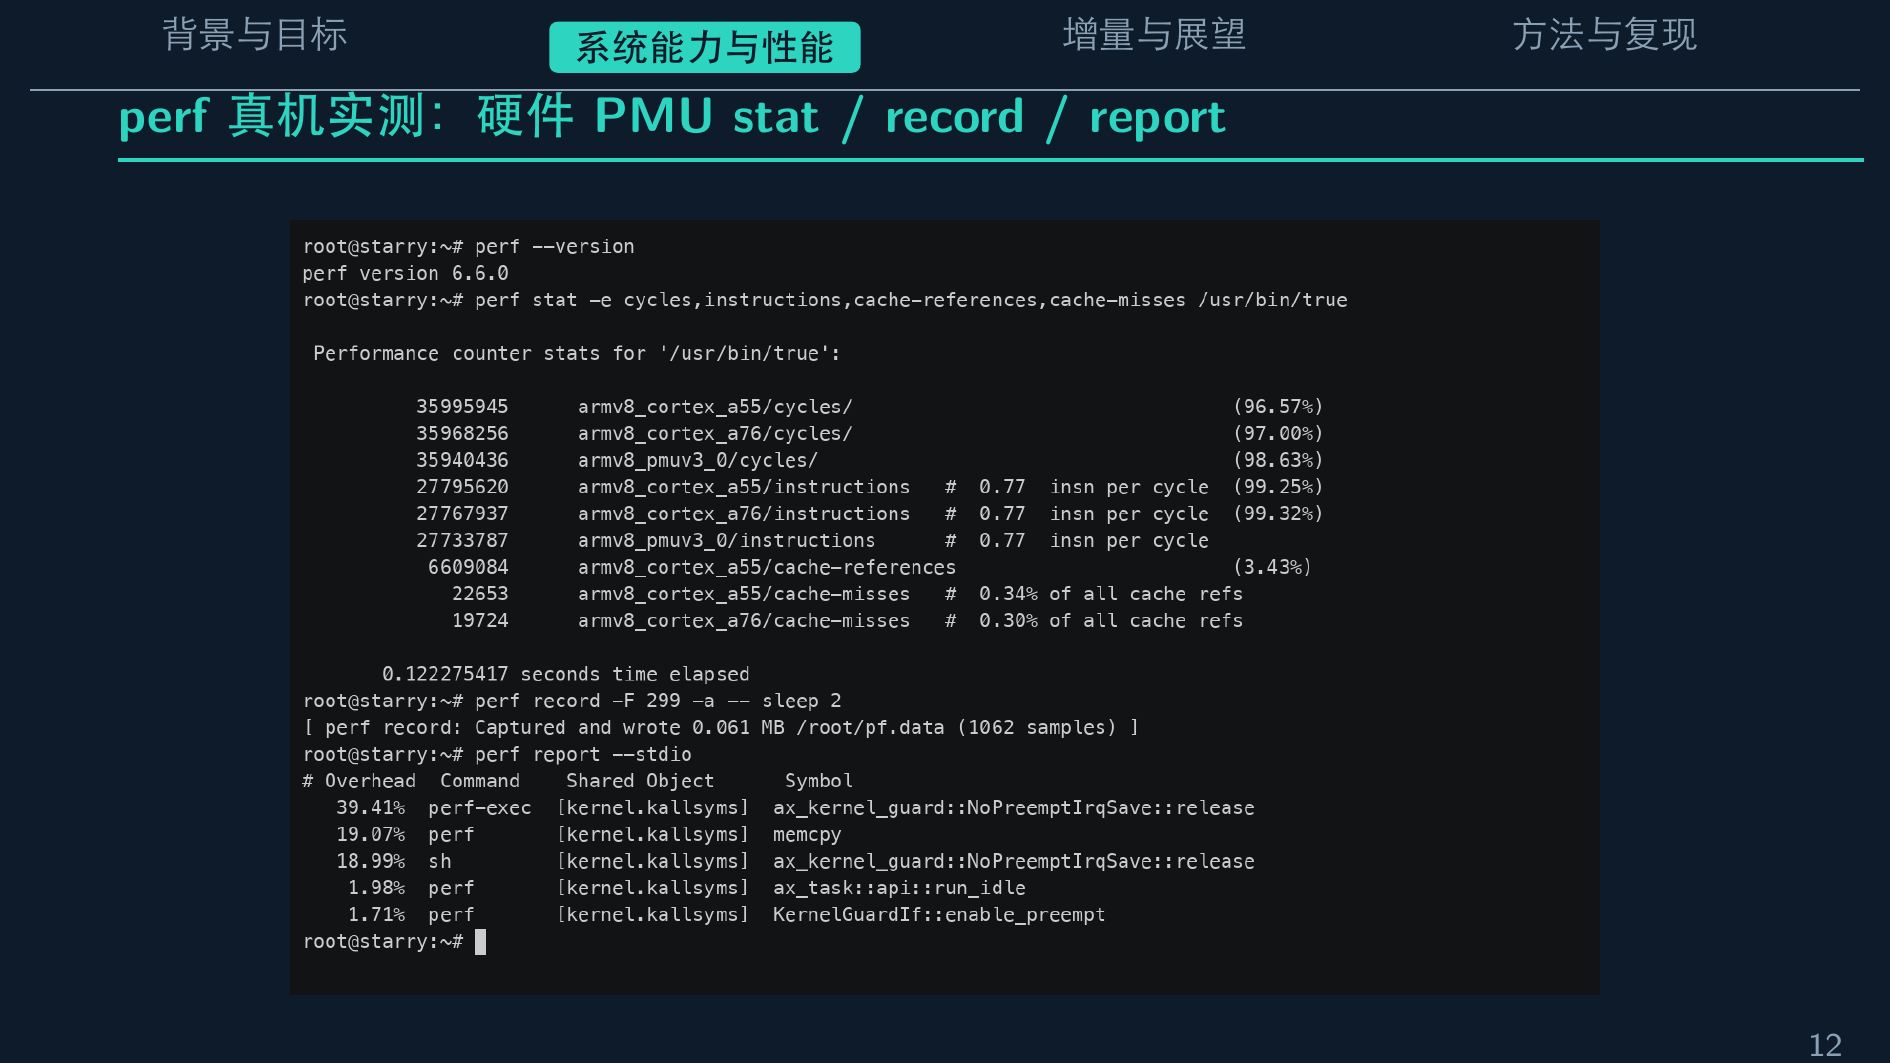 背景与目标
系统能力与性能
增量与展望
方法与复现
perf 真机实测：硬件 PMU stat / record / report
root@starry:~# perf --version
perf version 6.6.0
root@starry:~# perf stat -e cycles,instructions,cache-references,cache-misses /usr/bin/true
Performance counter stats for '/usr/bin/true':
35995945 armv8_cortex_a55/cycles/ (96.57%)
35968256 armv8_cortex_a76/cycles/ (97.00%)
35940436 armv8_pmuv3_0/cycles/ (98.63%)
27795620 armv8_cortex_a55/instructions # 0.77 insn per cycle (99.25%)
27767937 armv8_cortex_a76/instructions # 0.77 insn per cycle (99.32%)
27733787 armv8_pmuv3_0/instructions # 0.77 insn per cycle
6609084 armv8_cortex_a55/cache-references (3.43%)
22653 armv8_cortex_a55/cache-misses # 0.34% of all cache refs
19724 armv8_cortex_a76/cache-misses # 0.30% of all cache refs
0.122275417 seconds time elapsed
root@starry:~# perf record -F 299 -a -- sleep 2
[ perf record: Captured and wrote 0.061 MB /root/pf.data (1062 samples) ]
root@starry:~# perf report --stdio
# Overhead Command Shared Object Symbol
39.41% perf-exec [kernel.kallsyms] ax_kernel_guard::NoPreemptIrqSave::release
19.07% perf [kernel.kallsyms] memcpy
18.99% sh [kernel.kallsyms] ax_kernel_guard::NoPreemptIrqSave::release
1.98% perf [kernel.kallsyms] ax_task::api::run_idle
1.71% perf [kernel.kallsyms] KernelGuardIf::enable_preempt
root@starry:~#
12